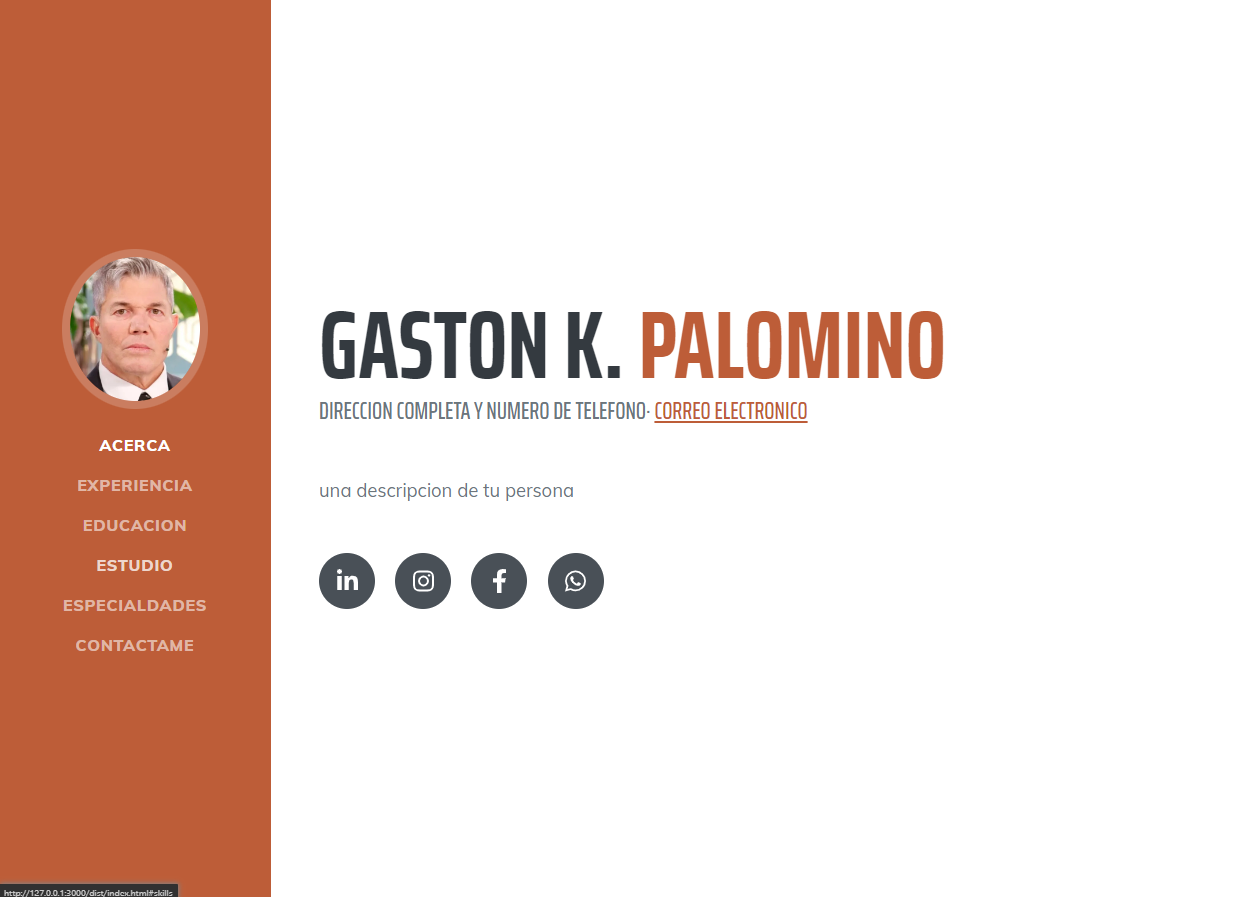 ACERCA
EXPERIENCIA
EDUCACION
ESTUDIO
ESPECIALDADES
CONTACTAME
GASTON K. PALOMINO
DIRECCION COMPLETA Y NUMERO DE TELEFONO· CORREO ELECTRONICO
una descripcion de tu persona
in
http://127.0.0.1:3000/dist/index.html#skills